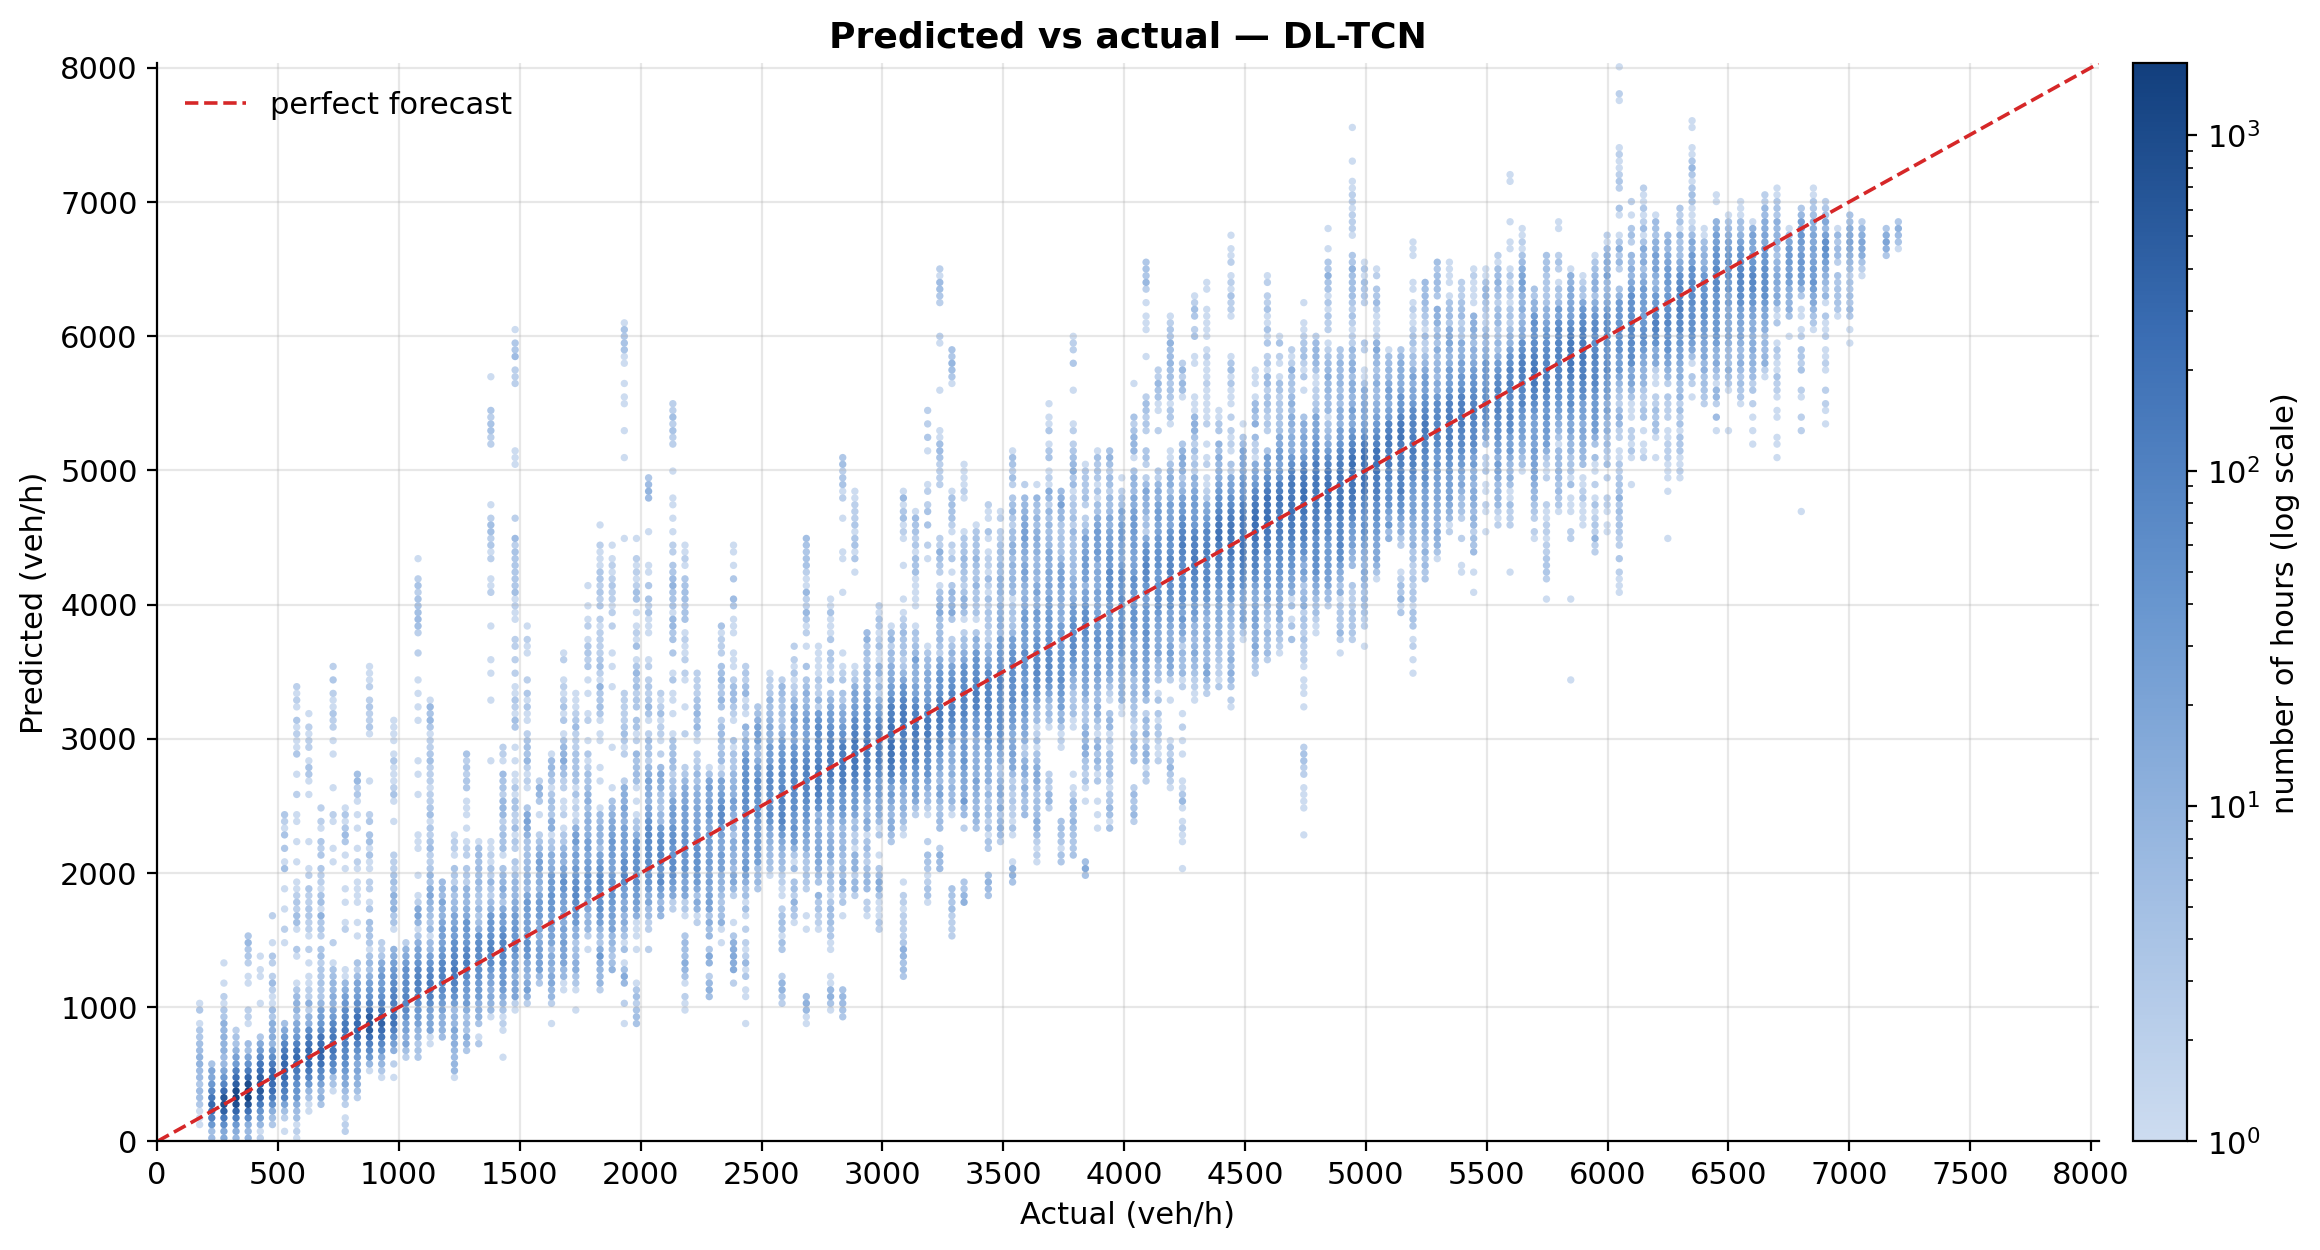 Predicted vs actual — DL-TCN
perfect forecast
Predicted (veh/h)
8000
7000
6000
5000
4000
3000
2000
1000
0
0 500 1000 1500 2000 2500 3000 3500 4000 4500 5000 5500 6000 6500 7000 7500 8000
Actual (veh/h)
10³
10²
10¹
10⁰
number of hours (log scale)